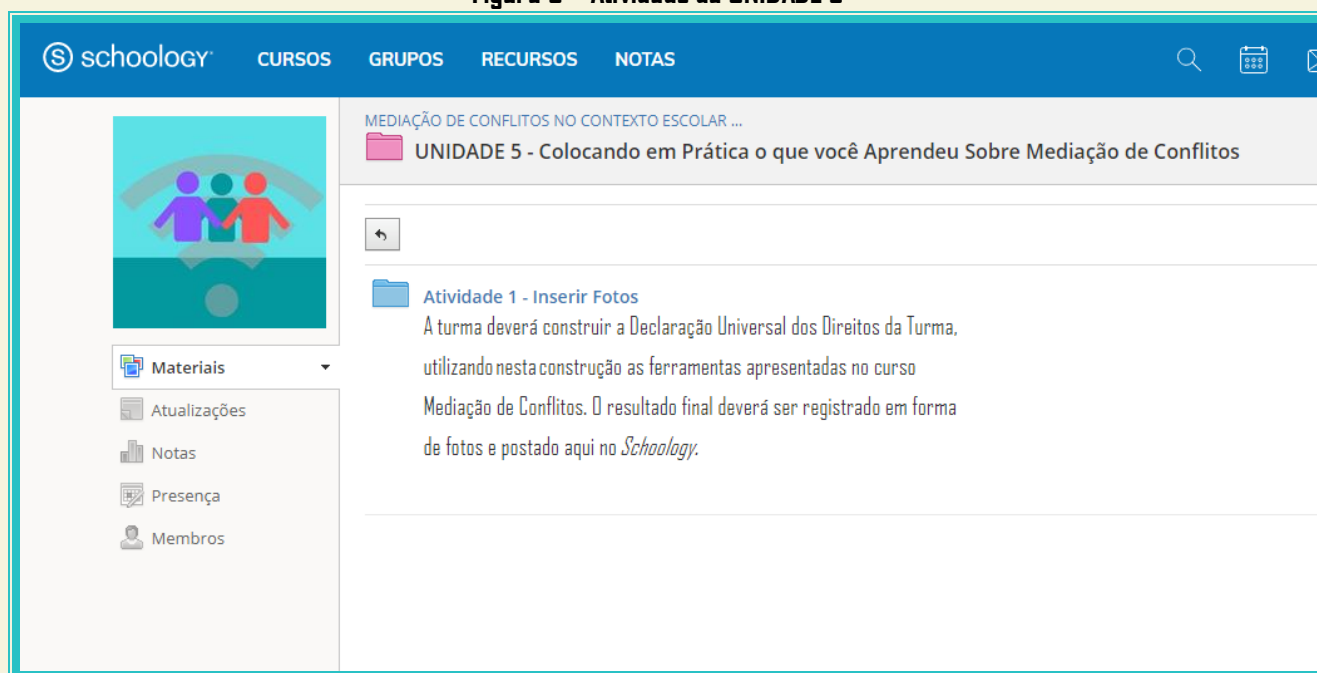 schoology CURSOS GRUPOS RECURSOS NOTAS
MEDIAÇÃO DE CONFLITOS NO CONTEXTO ESCOLAR ...
UNIDADE 5 - Colocando em Prática o que você Aprendeu Sobre Mediação de Conflitos
Atividade 1 - Inserir Fotos
A turma deverá construir a Declaração Universal dos Direitos da Turma,
utilizando nesta construção as ferramentas apresentadas no curso
Mediação de Conflitos. O resultado final deverá ser registrado em forma
de fotos e postado aqui no Schoology.
Materiais
Atualizações
Notas
Presença
Membros